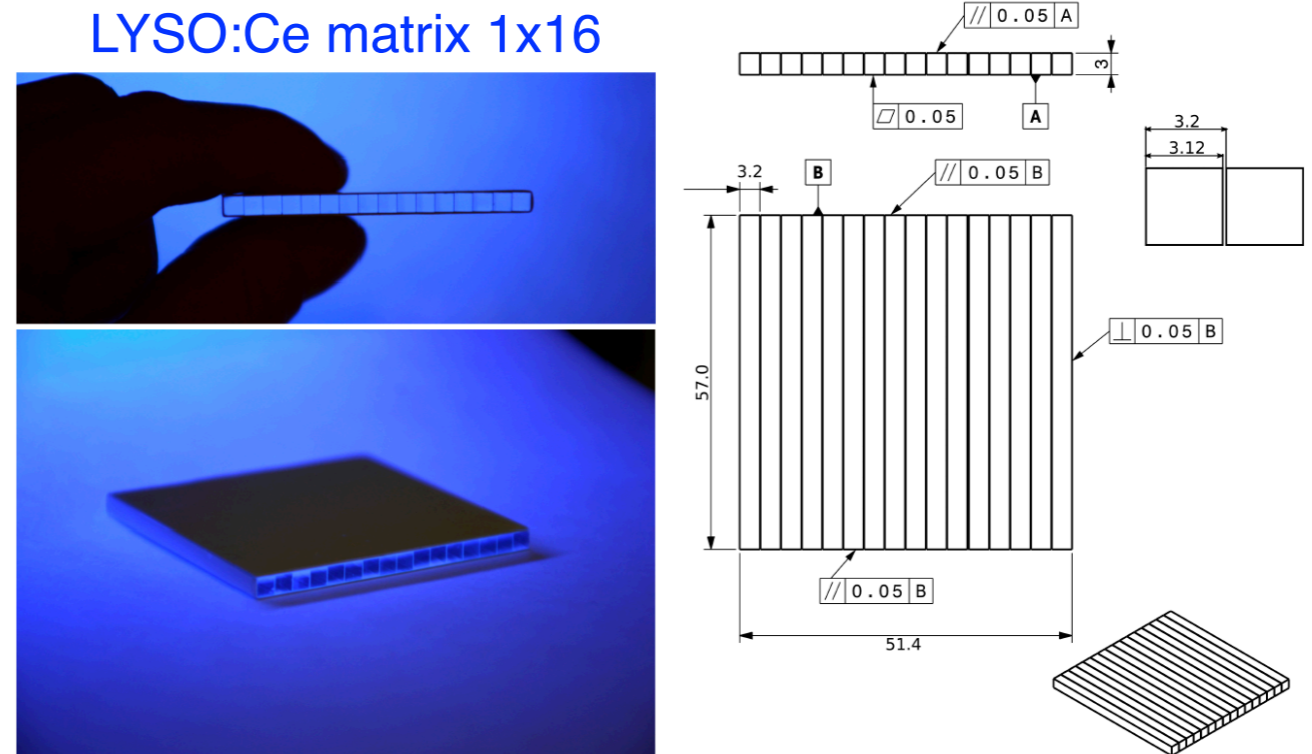 LYSO:Ce matrix 1x16
// 0.05 A
3
⏥ 0.05
A
3.2
3.12
3.2
B
// 0.05 B
57.0
⊥ 0.05 B
// 0.05 B
51.4